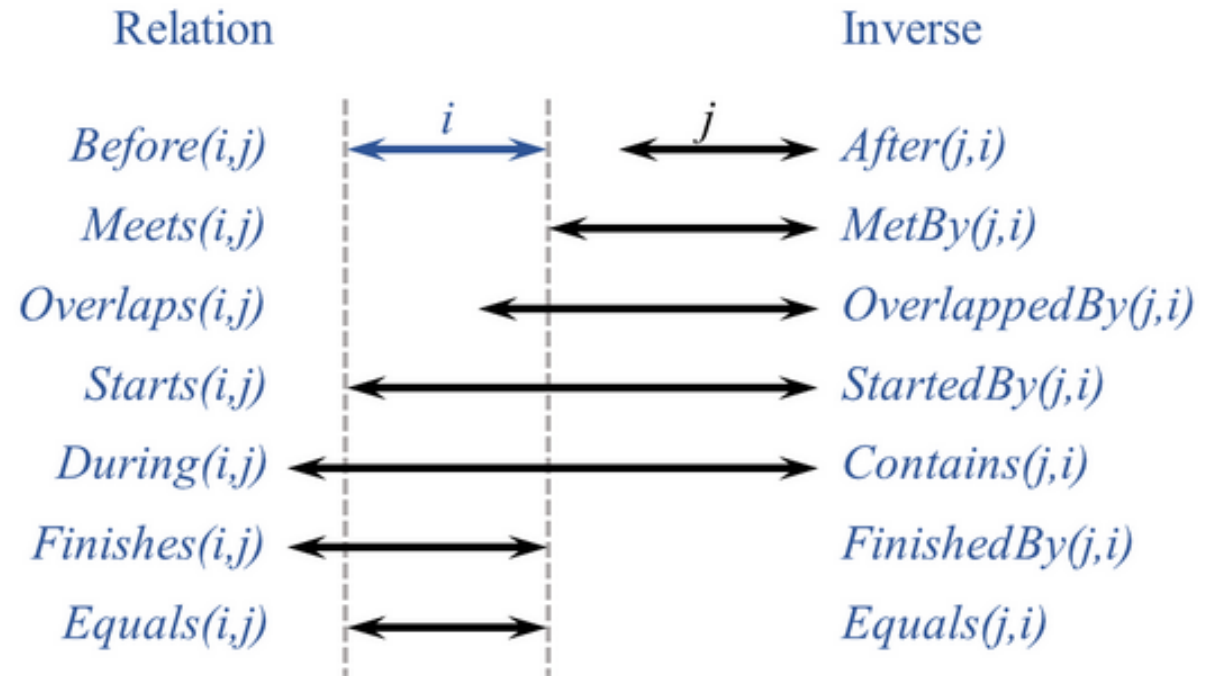 Relation Inverse
Before(i,j) i j After(j,i)
Meets(i,j) MetBy(j,i)
Overlaps(i,j) OverlappedBy(j,i)
Starts(i,j) StartedBy(j,i)
During(i,j) Contains(j,i)
Finishes(i,j) FinishedBy(j,i)
Equals(i,j) Equals(j,i)